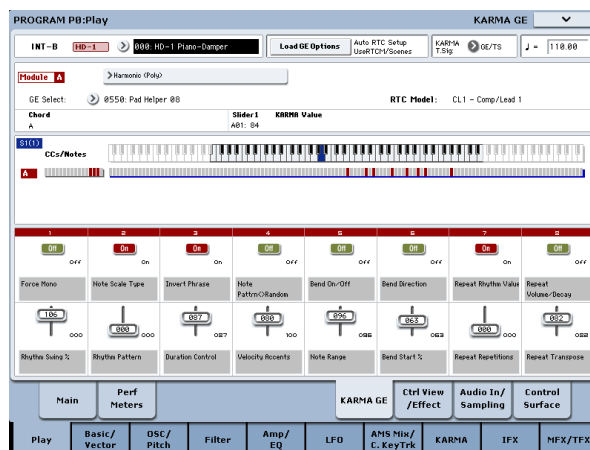 PROGRAM P0:Play
KARMA GE
INT-B HD-1 000: HD-1 Piano-Damper
Load GE Options
Auto RTC Setup
UseRTCM/Scenes
KARMA
T.Sig:
GE/TS
♩ = 110.00
Module A
Harmonic (Poly)
GE Select: 0550: Pad Helper 08
RTC Model: CL1 - Comp/Lead 1
Chord
Slider1 KARMA Value
A
A01: 84
S1(1)
CCs/Notes
A
1 2 3 4 5 6 7 8
Off On On Off Off Off On Off
Off On On Off Off Off On Off
Force Mono
Note Scale Type
Invert Phrase
Note
Pattrn<>Random
Bend On/Off
Bend Direction
Repeat Rhythm Value
Repeat
Volume/Decay
106 000 087 080 096 063 000 082
000 000 087 100 096 063 000 082
Rhythm Swing %
Rhythm Pattern
Duration Control
Velocity Accents
Note Range
Bend Start %
Repeat Repetitions
Repeat Transpose
Main
Perf
Meters
KARMA GE
Ctrl View
/Effect
Audio In/
Sampling
Control
Surface
Play
Basic/
Vector
OSC/
Pitch
Filter
Amp/
EQ
LFO
AMS Mix/
C. KeyTrk
KARMA
IFX
MFX/TFX